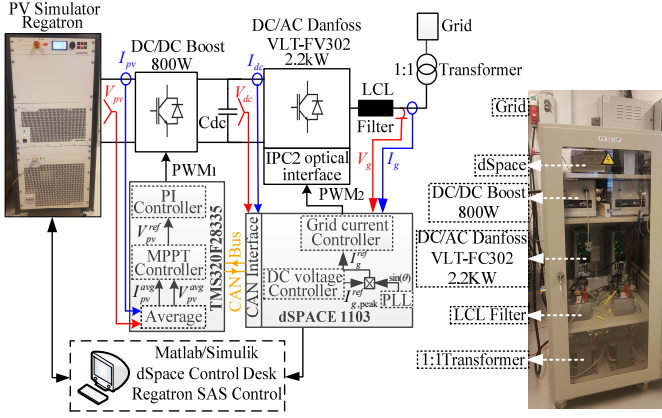 PV Simulator
Regatron
I_pv
V_pv
DC/DC Boost
800W
Cdc
I_dc
V_dc
DC/AC Danfoss
VLT-FV302
2.2kW
IPC2 optical
interface
LCL
Filter
Grid
1:1
Transformer
V_g
I_g
PWM1
PWM2
PI
Controller
V_pv^ref
MPPT
Controller
I_pv^avg
V_pv^avg
Average
TMS320F28335
CAN Bus
CAN Interface
Grid current
Controller
I_g^ref
DC voltage
Controller
I_g,peak^ref
sin(θ)
PLL
dSPACE 1103
Matlab/Simulik
dSpace Control Desk
Regatron SAS Control
Grid
dSpace
DC/DC Boost
800W
DC/AC Danfoss
VLT-FC302
2.2KW
LCL Filter
1:1Transformer